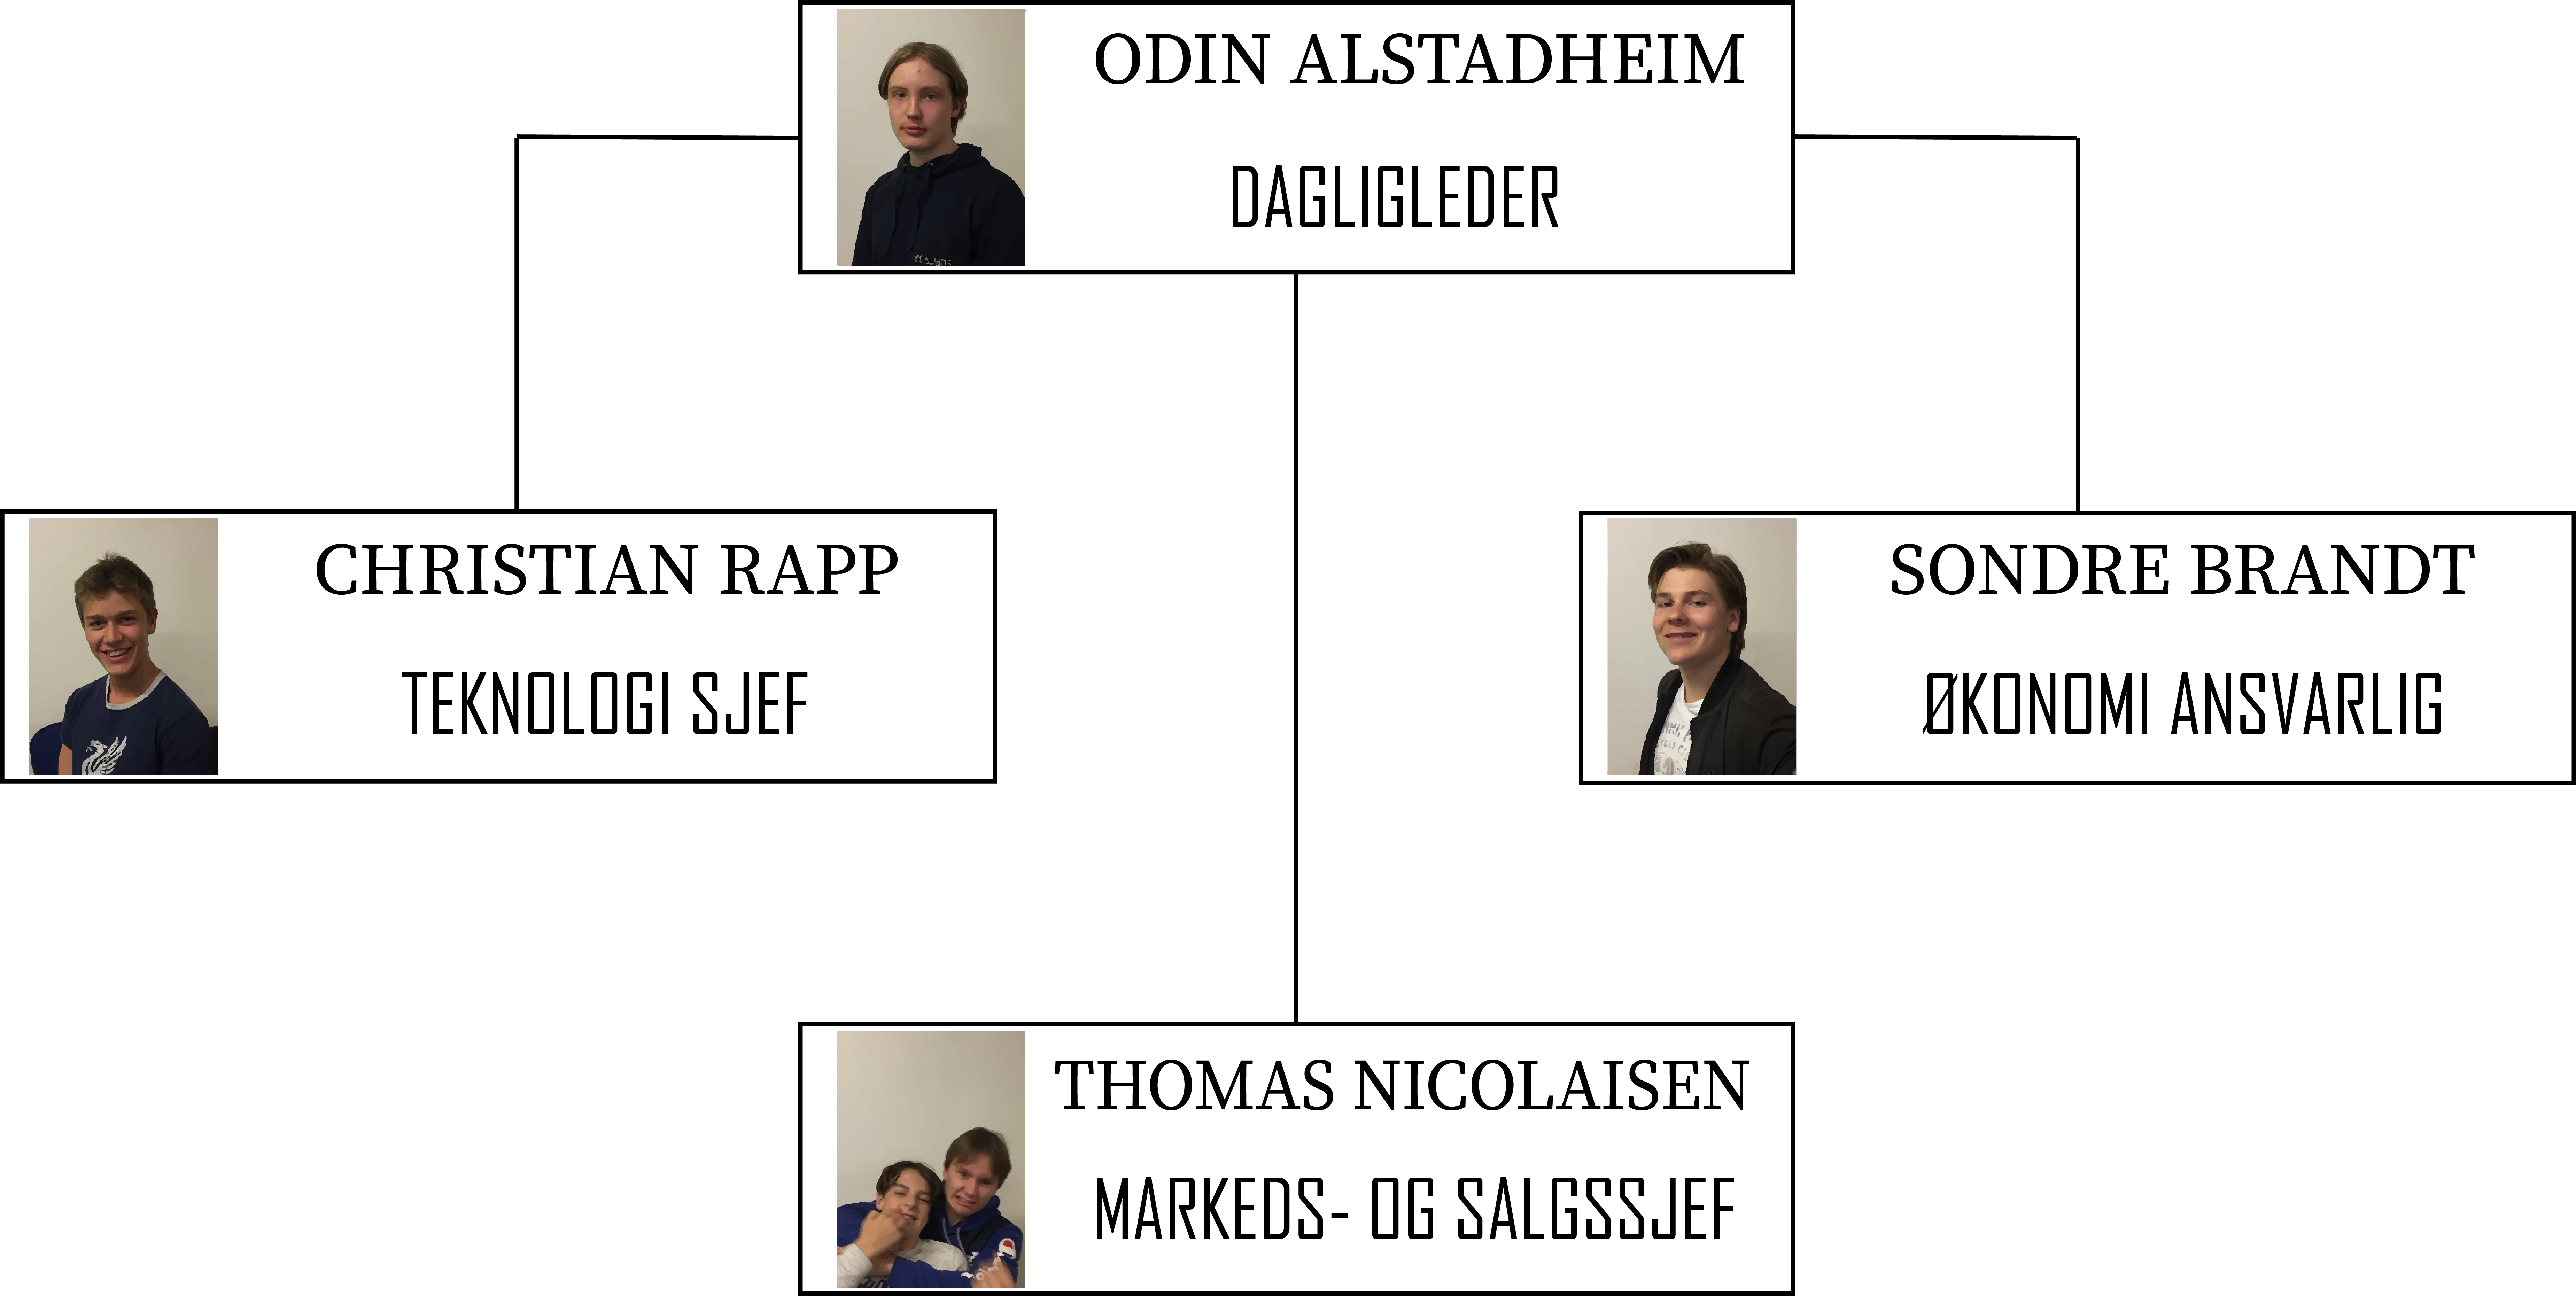 ODIN ALSTADHEIM
DAGLIGLEDER
CHRISTIAN RAPP
TEKNOLOGI SJEF
SONDRE BRANDT
ØKONOMI ANSVARLIG
THOMAS NICOLAISEN
MARKEDS- OG SALGSSJEF